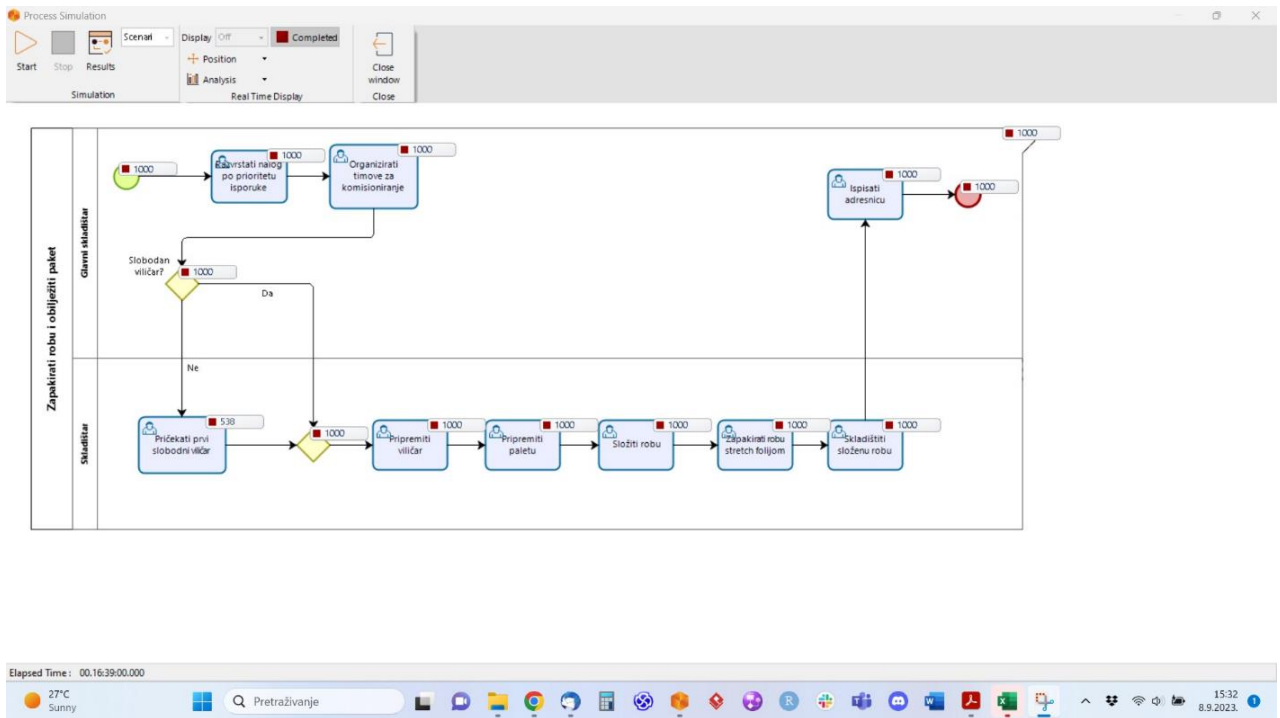 Process Simulation
Start
Stop
Results
Scenari
Simulation
Display Off
Completed
Position
Analysis
Real Time Display
Close
window
Close
Zapakirati robu i obilježiti paket
Glavni skladištar
Skladištar
1000
1000
1000
Razvrstati nalog
po prioritetu
isporuke
1000
Organizirati
timove za
komisioniranje
1000
Ispisati
adresnicu
1000
1000
Slobodan
viličar?
1000
Da
Ne
538
Pričekati prvi
slobodni viličar
1000
1000
Pripremiti
viličar
1000
Pripremiti
paletu
1000
Složiti robu
1000
Zapakirati robu
stretch folijom
1000
Skladištiti
složenu robu
Elapsed Time : 00.16:39:00.000
27°C
Sunny
Pretraživanje
15:32
8.9.2023.
1